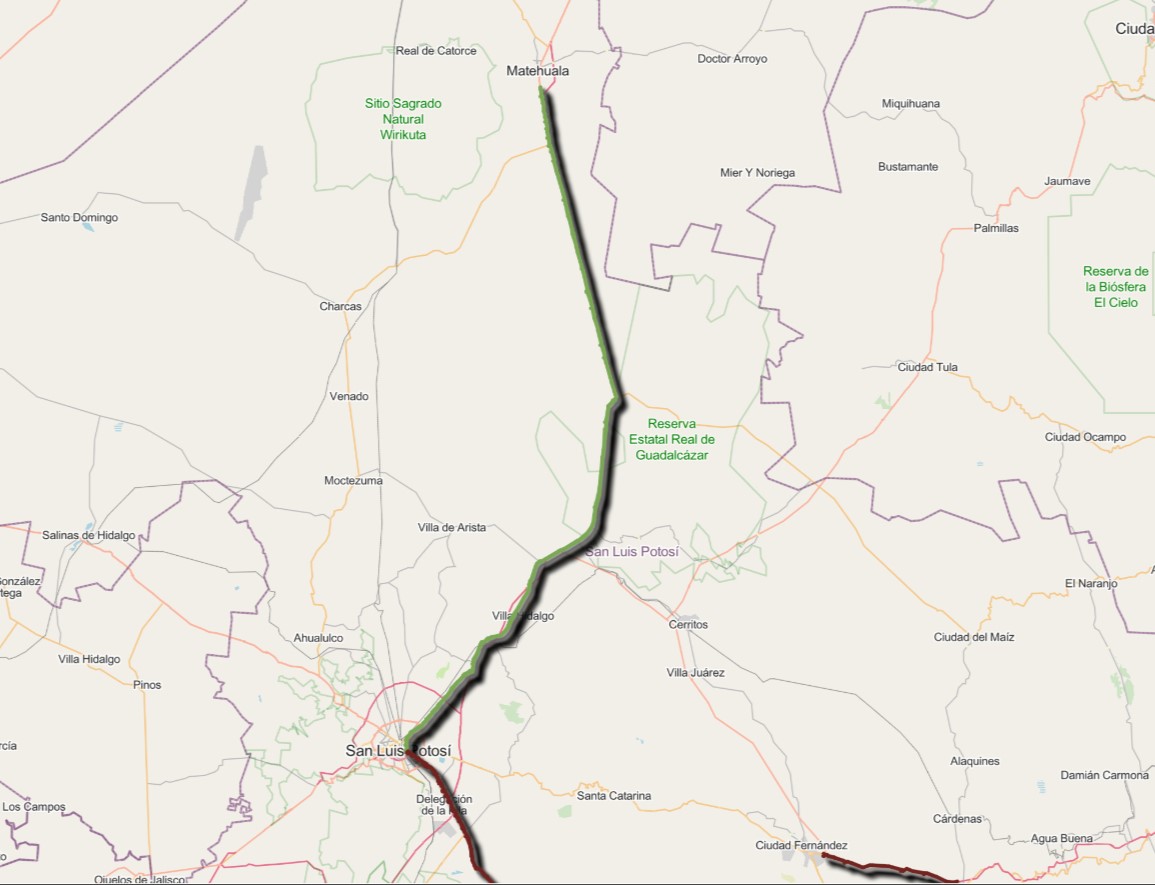 Ciuda
Real de Catorce
Doctor Arroyo
Matehuala
Sitio Sagrado
Natural
Wirikuta
Miquihuana
Bustamante
Mier Y Noriega
Jaumave
Santo Domingo
Palmillas
Reserva de
la Biósfera
El Cielo
Charcas
Ciudad Tula
Venado
Reserva
Estatal Real de
Guadalcázar
Ciudad Ocampo
Moctezuma
Villa de Arista
Salinas de Hidalgo
San Luis Potosí
González
tega
El Naranjo
Villa Hidalgo
Cerritos
Ahualulco
Ciudad del Maíz
Villa Hidalgo
Villa Juárez
Pinos
rcía
San Luis Potosí
Alaquines
Damián Carmona
Delegación
de la Pila
Santa Catarina
Los Campos
Cárdenas
Agua Buena
Ciudad Fernández
Ojuelos de Jalisco